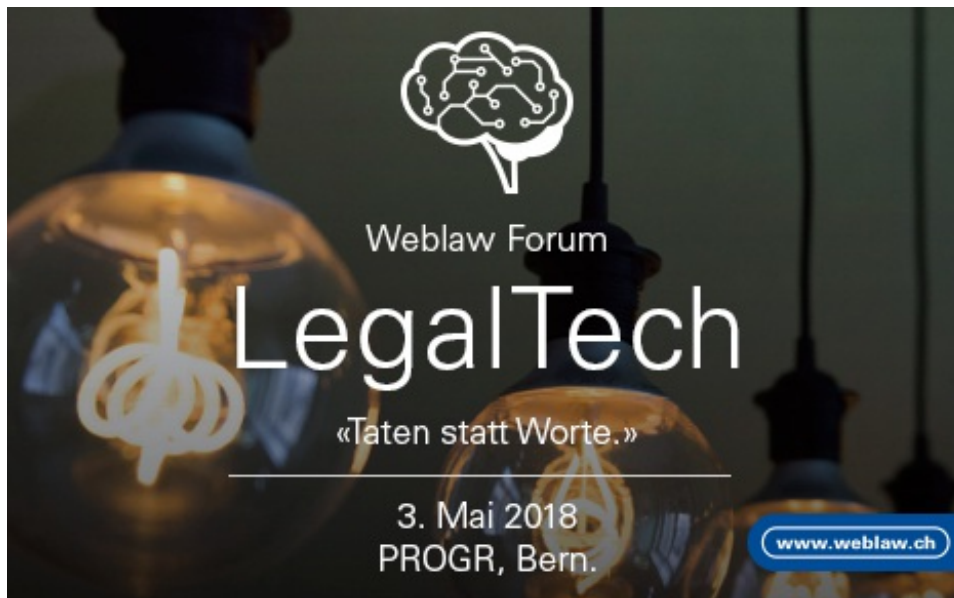 Weblaw Forum
LegalTech
«Taten statt Worte.»
3. Mai 2018
PROGR, Bern.
www.weblaw.ch